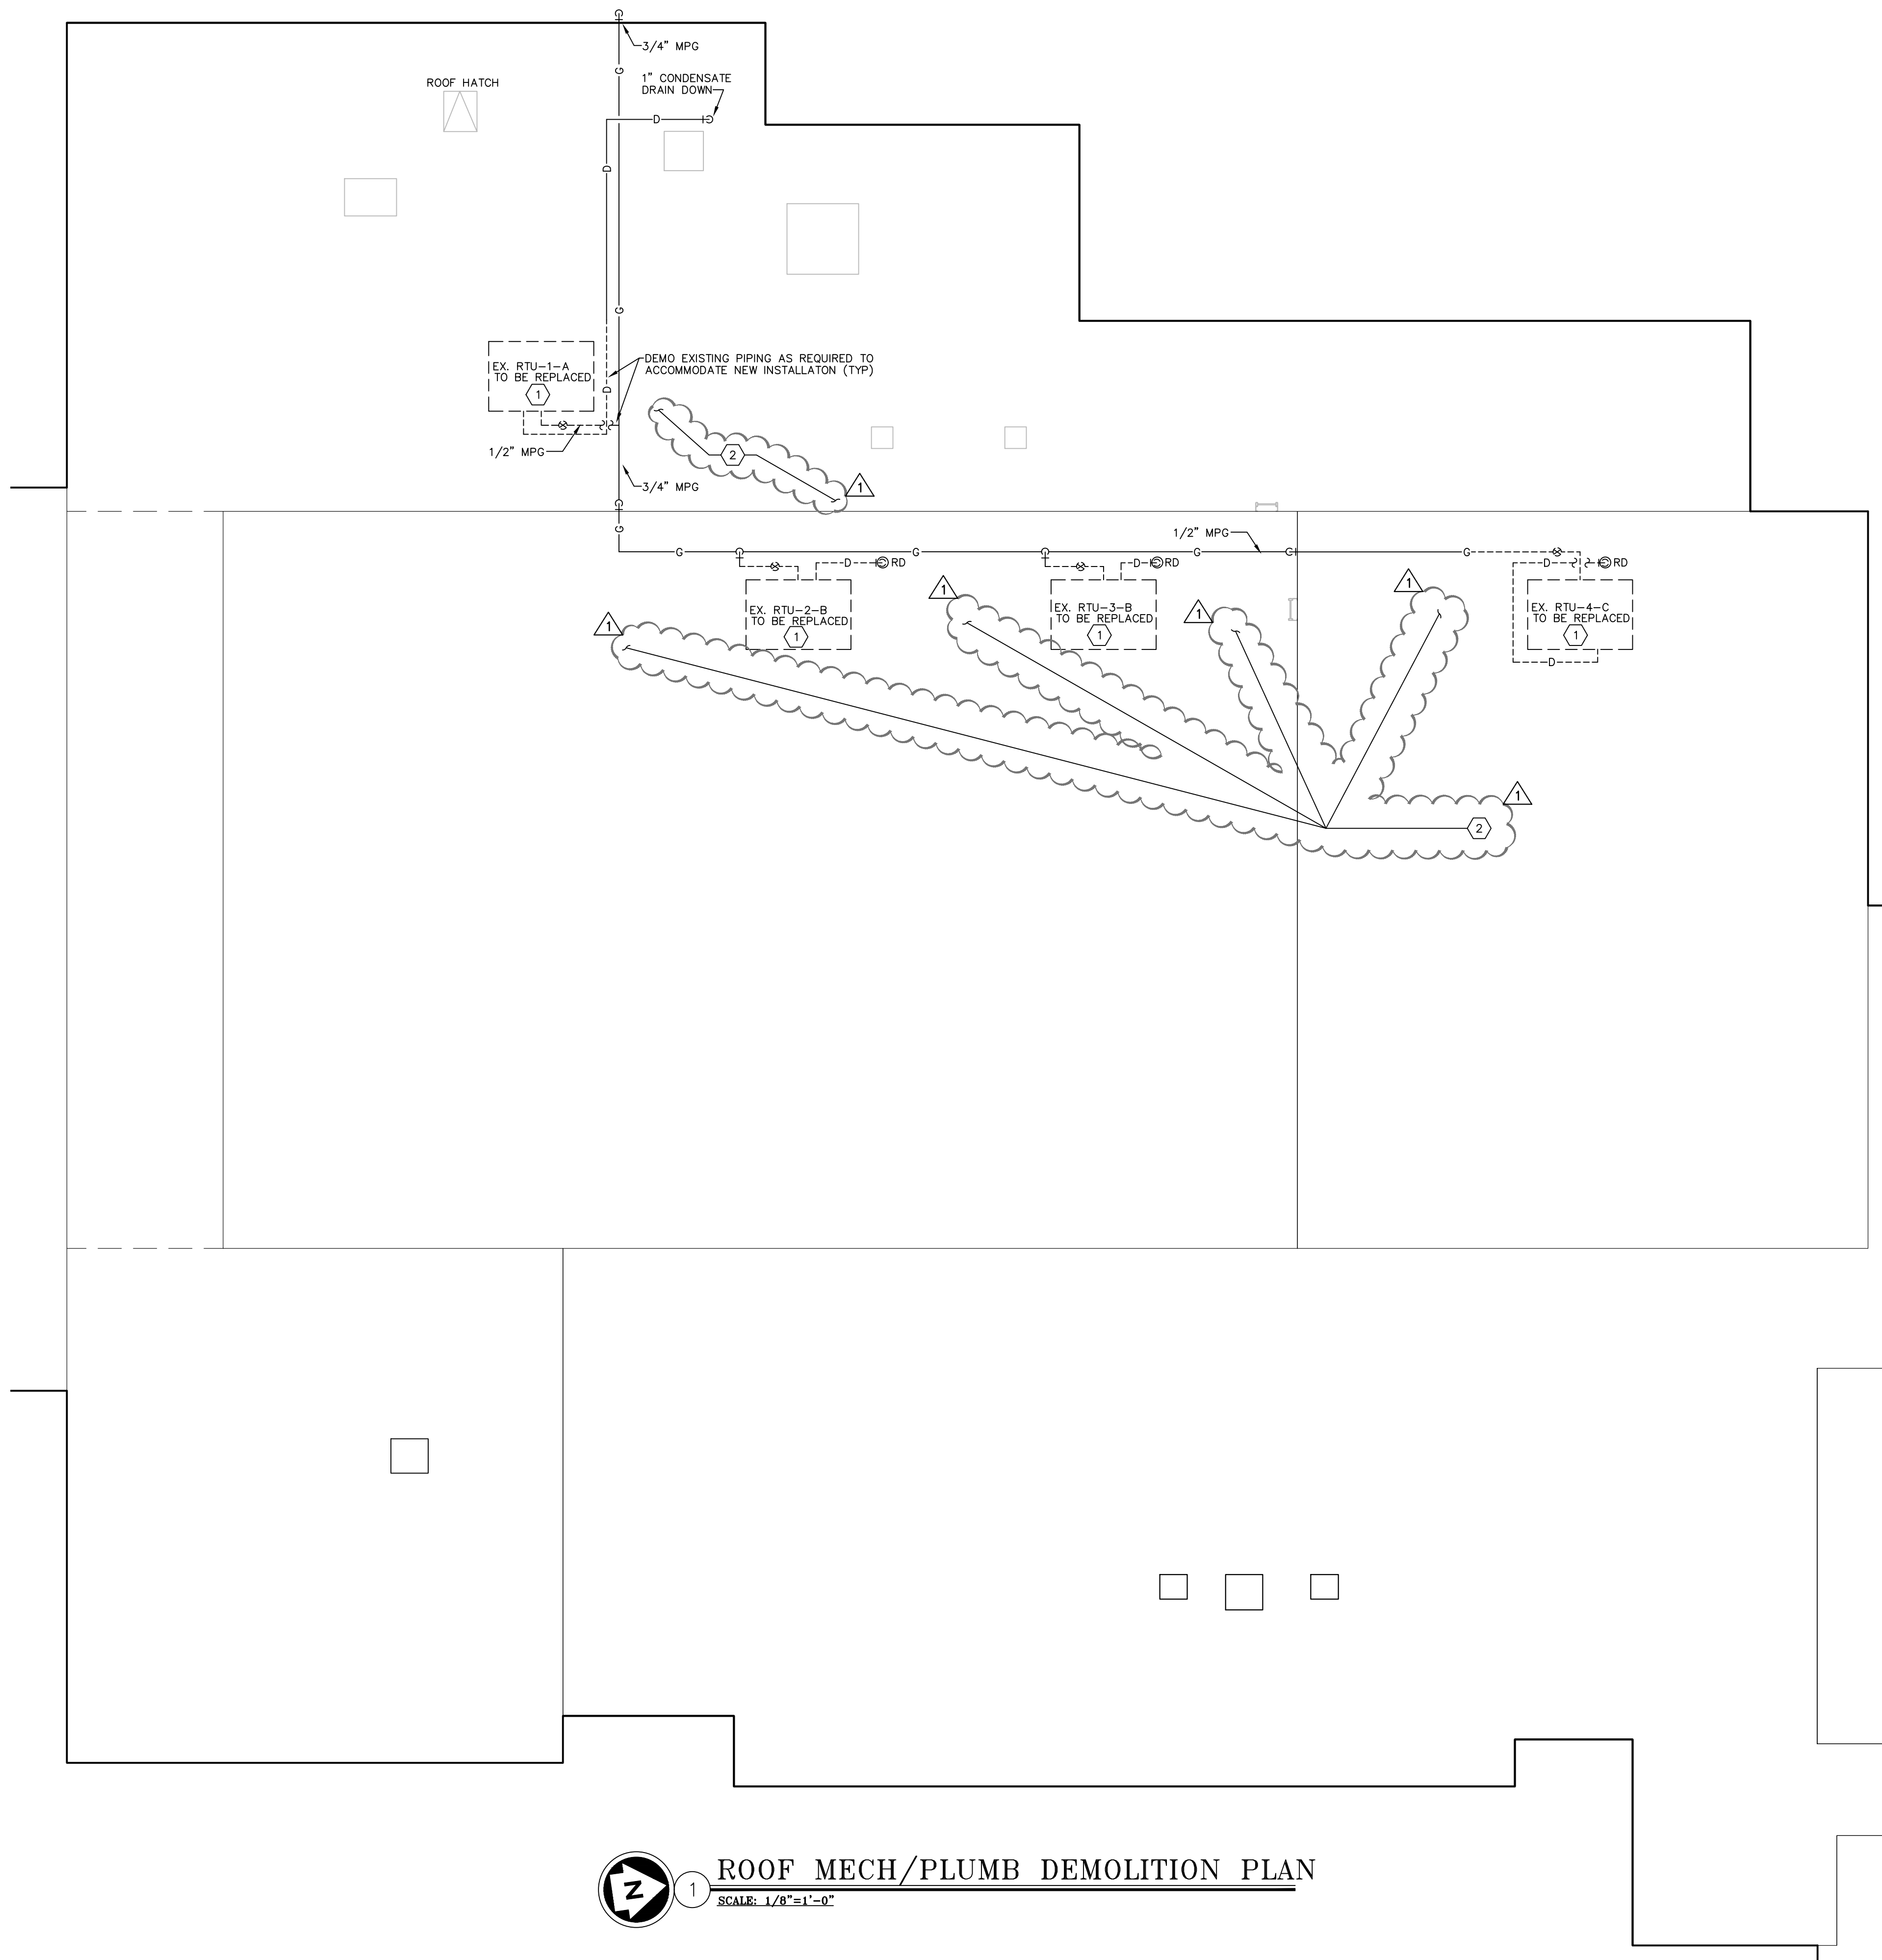 3/4" MPG
G
ROOF HATCH
1" CONDENSATE
DRAIN DOWN
D
D
G
EX. RTU-1-A
TO BE REPLACED
1
DEMO EXISTING PIPING AS REQUIRED TO
ACCOMMODATE NEW INSTALLATON (TYP)
D
1/2" MPG
2
1
3/4" MPG
G
1/2" MPG
G
G
G
G
D
RD
D
RD
D
RD
EX. RTU-2-B
TO BE REPLACED
1
EX. RTU-3-B
TO BE REPLACED
1
EX. RTU-4-C
TO BE REPLACED
1
D
1
1
1
1
1
2
N
1
ROOF MECH/PLUMB DEMOLITION PLAN
SCALE: 1/8"=1'-0"